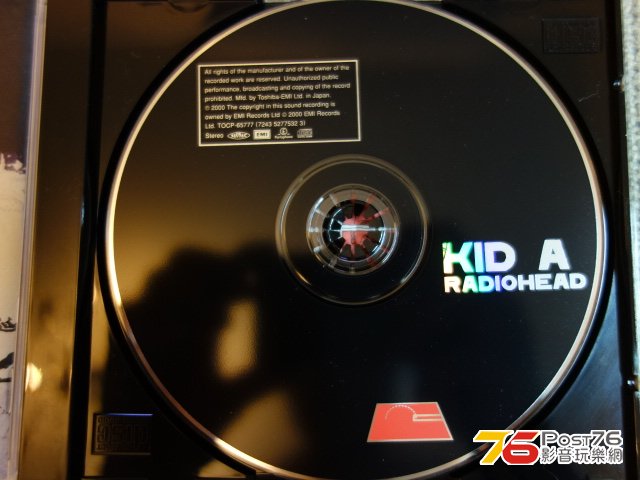 All rights of the manufacturer and of the owner of the
recorded work are reserved. Unauthorized public
performance, broadcasting and copying of the record
prohibited. Mfd. by Toshiba-EMI Ltd. in Japan.
℗ 2000 The copyright in this sound recording is
owned by EMI Records Ltd © 2000 EMI Records
Ltd. TOCP-65777 (7243 5277532 3)
Stereo EMI Parlophone
KID A
RADIOHEAD
76 Post76
影音玩樂網